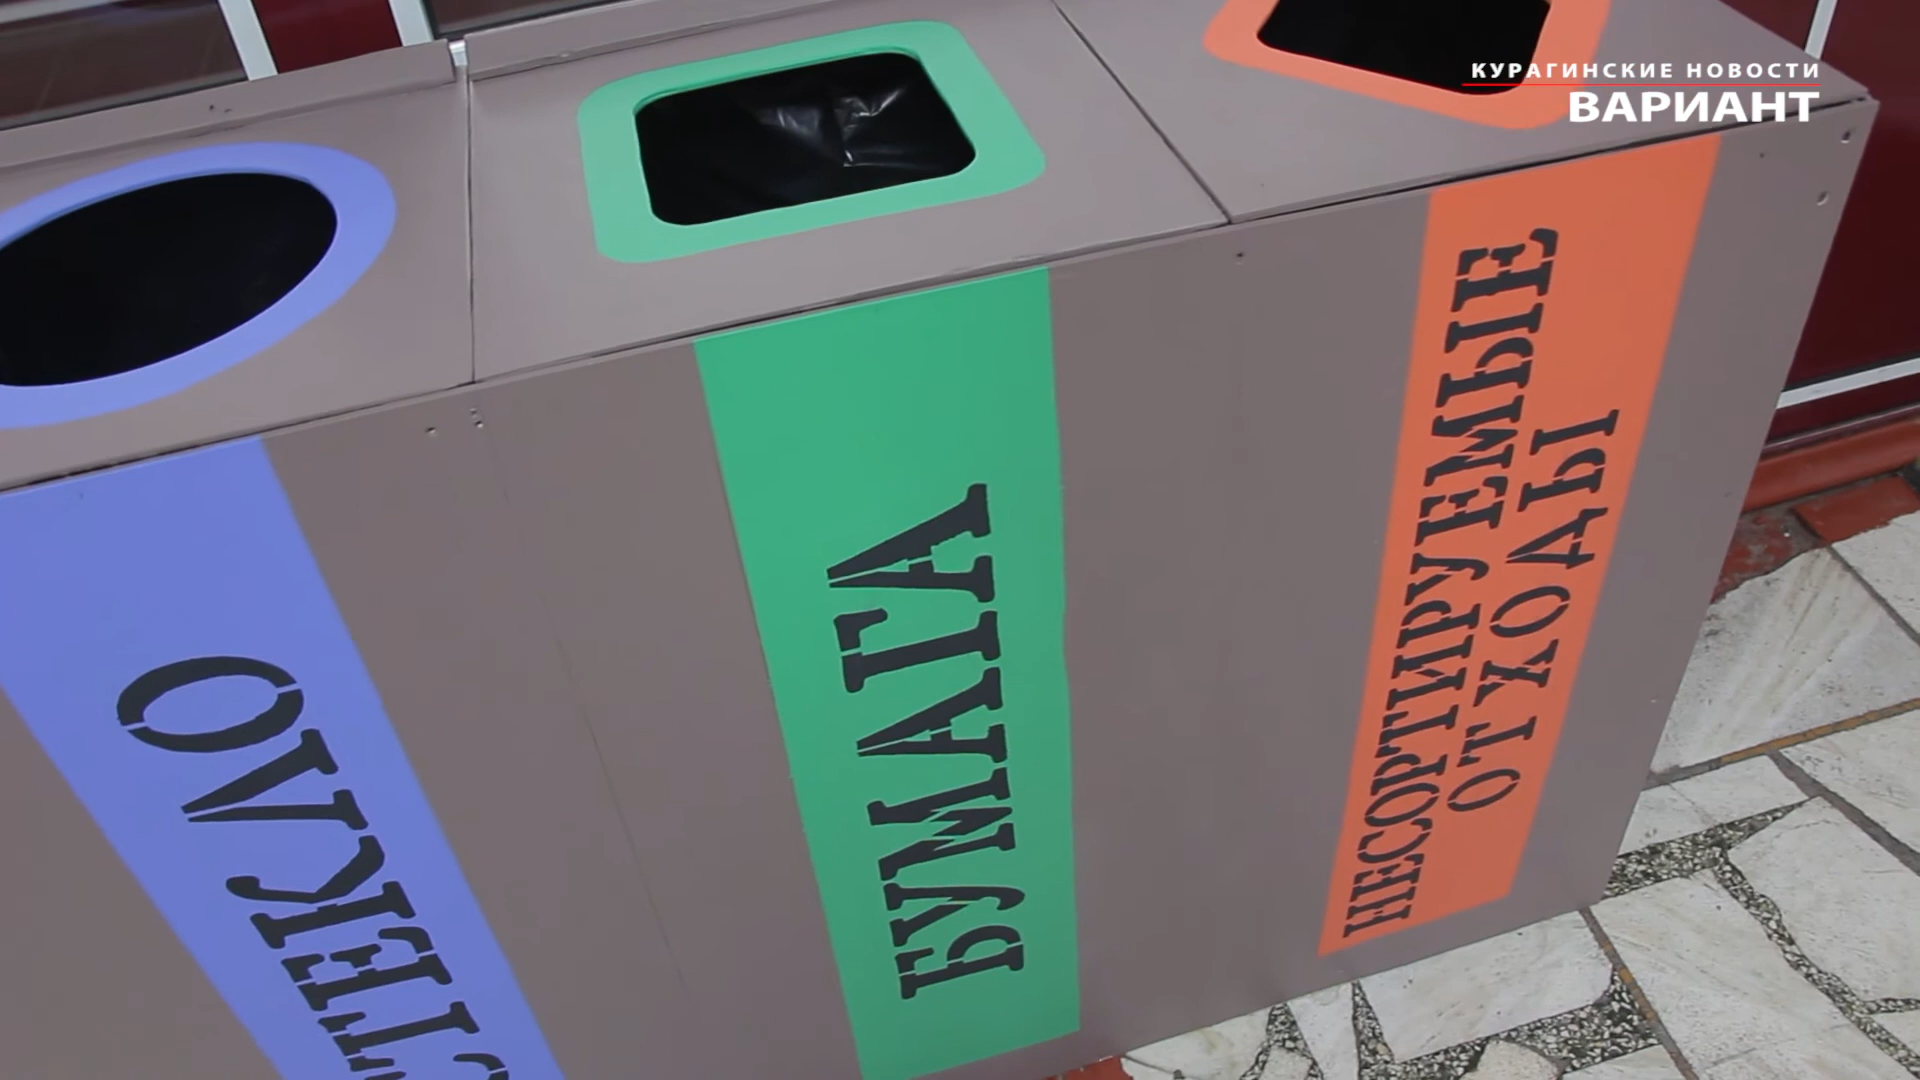 КУРАГИНСКИЕ НОВОСТИ
ВАРИАНТ
СТЕКЛО
БУМАГА
НЕСОРТИРУЕМЫЕ
ОТХОДЫ